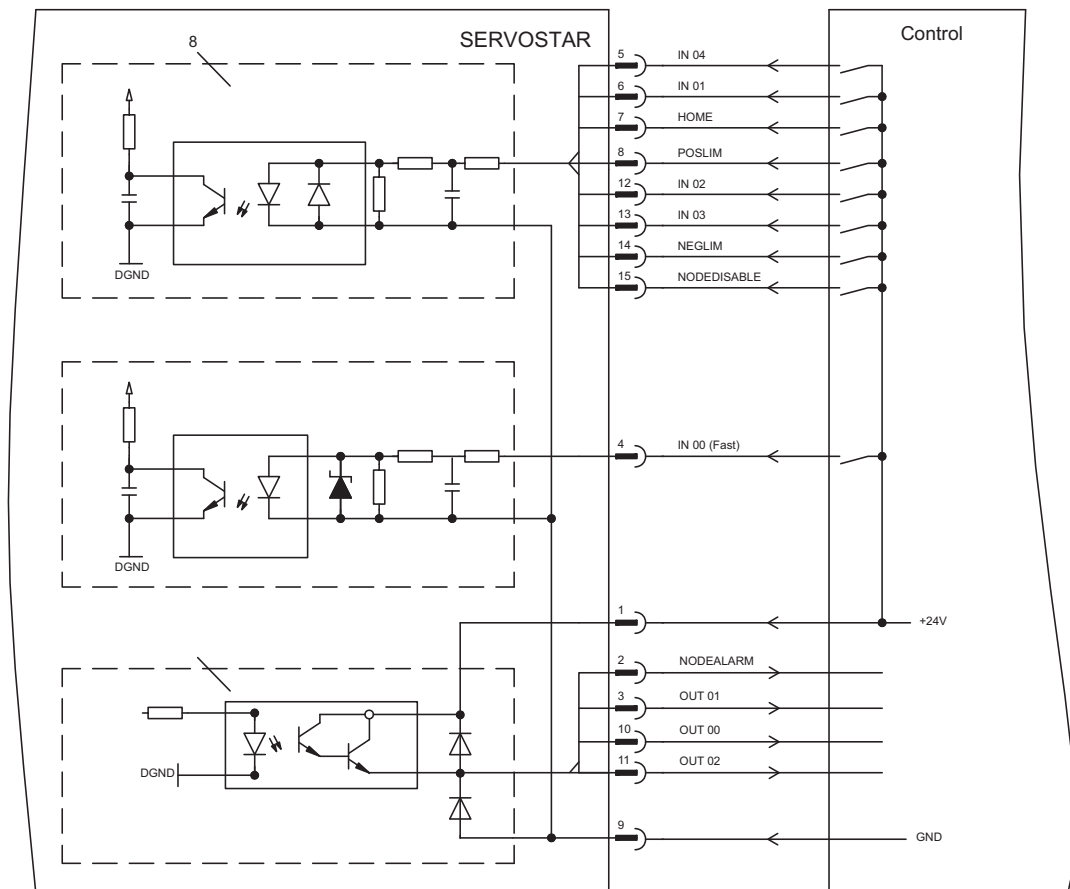 SERVOSTAR
Control
8
5 IN 04
6 IN 01
7 HOME
8 POSLIM
12 IN 02
13 IN 03
14 NEGLIM
15 NODEDISABLE
DGND
4 IN 00 (Fast)
DGND
1 +24V
2 NODEALARM
3 OUT 01
10 OUT 00
11 OUT 02
DGND
9 GND